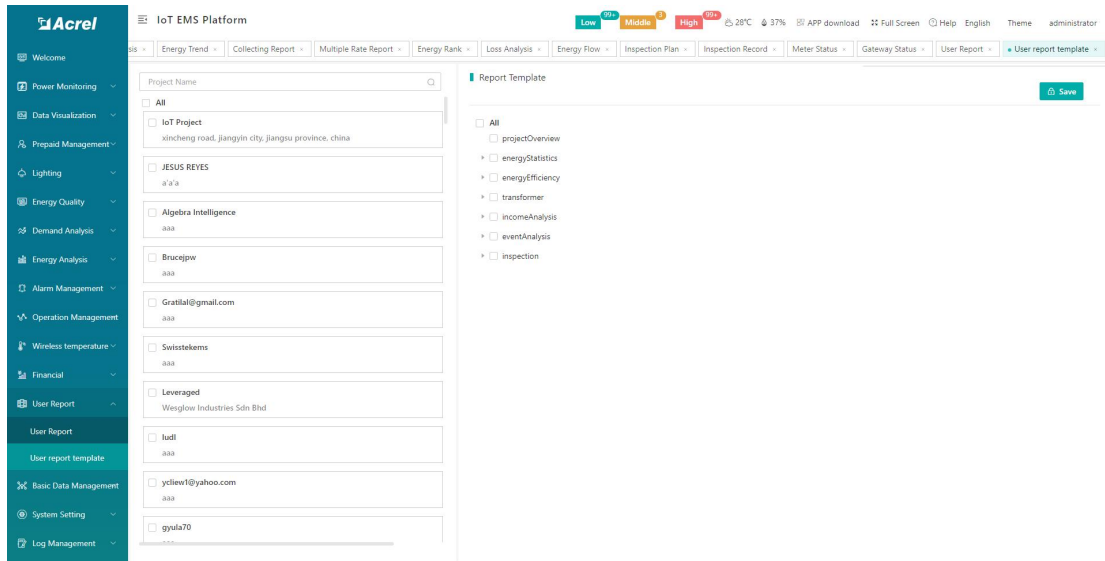 Acrel
IoT EMS Platform
Low 99+ Middle 3 High 99+ 28℃ 37% APP download Full Screen Help English Theme administrator
sis × Energy Trend × Collecting Report × Multiple Rate Report × Energy Rank × Loss Analysis × Energy Flow × Inspection Plan × Inspection Record × Meter Status × Gateway Status × User Report × User report template ×
Welcome
Power Monitoring
Data Visualization
Prepaid Management
Lighting
Energy Quality
Demand Analysis
Energy Analysis
Alarm Management
Operation Management
Wireless temperature
Financial
User Report
User Report
User report template
Basic Data Management
System Setting
Log Management
Project Name
All
IoT Project
xincheng road, jiangyin city, jiangsu province, china
JESUS REYES
a'a'a
Algebra Intelligence
aaa
Brucejpw
aaa
Gratilal@gmail.com
aaa
Swisstekems
aaa
Leveraged
Wesglow Industries Sdn Bhd
ludl
aaa
ycliew1@yahoo.com
aaa
gyula70
Report Template
Save
All
projectOverview
energyStatistics
energyEfficiency
transformer
incomeAnalysis
eventAnalysis
inspection